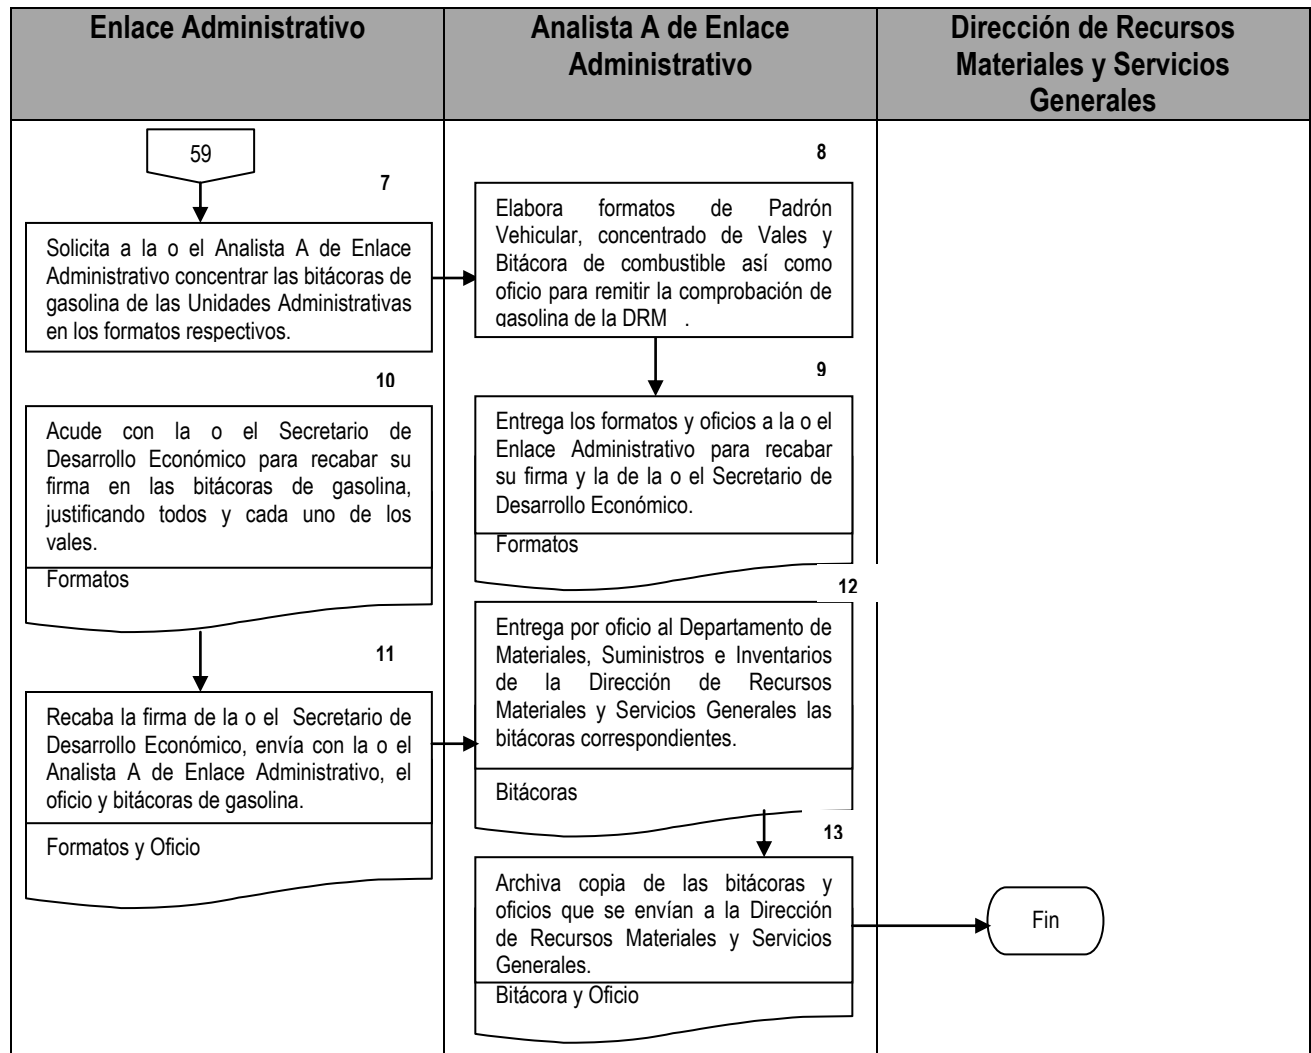 Enlace Administrativo
Analista A de Enlace
Administrativo
Dirección de Recursos
Materiales y Servicios
Generales
59
7
Solicita a la o el Analista A de Enlace
Administrativo concentrar las bitácoras de
gasolina de las Unidades Administrativas
en los formatos respectivos.
8
Elabora formatos de Padrón
Vehicular, concentrado de Vales y
Bitácora de combustible así como
oficio para remitir la comprobación de
gasolina de la DRM .
9
Entrega los formatos y oficios a la o el
Enlace Administrativo para recabar
su firma y la de la o el Secretario de
Desarrollo Económico.
Formatos
10
Acude con la o el Secretario de
Desarrollo Económico para recabar su
firma en las bitácoras de gasolina,
justificando todos y cada uno de los
vales.
Formatos
11
Recaba la firma de la o el Secretario de
Desarrollo Económico, envía con la o el
Analista A de Enlace Administrativo, el
oficio y bitácoras de gasolina.
Formatos y Oficio
12
Entrega por oficio al Departamento de
Materiales, Suministros e Inventarios
de la Dirección de Recursos
Materiales y Servicios Generales las
bitácoras correspondientes.
Bitácoras
13
Archiva copia de las bitácoras y
oficios que se envían a la Dirección
de Recursos Materiales y Servicios
Generales.
Bitácora y Oficio
Fin